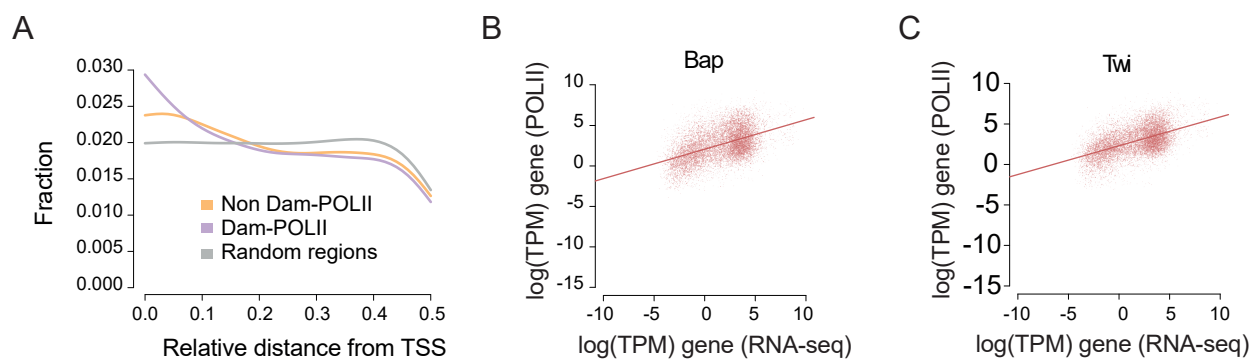 A
0.030
0.025
0.020
0.015
0.010
0.005
0.000
Fraction
Non Dam-POLII
Dam-POLII
Random regions
0.0 0.1 0.2 0.3 0.4 0.5
Relative distance from TSS
B
Bap
log(TPM) gene (POLII)
10
5
0
-5
-10
-15
-10 -5 0 5 10
log(TPM) gene (RNA-seq)
C
Twi
log(TPM) gene (POLII)
10
5
0
-5
-10
-15
-10 -5 0 5 10
log(TPM) gene (RNA-seq)